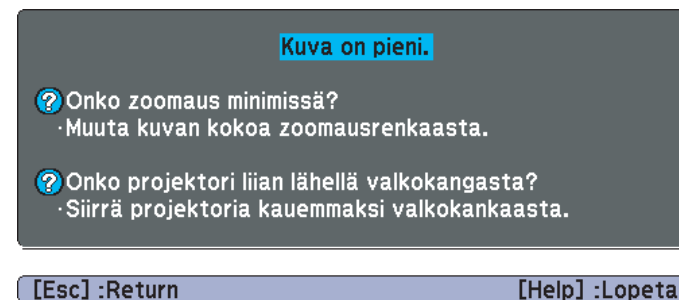 Kuva on pieni.
?Onko zoomaus minimissä?
·Muuta kuvan kokoa zoomausrenkaasta.
?Onko projektori liian lähellä valkokangasta?
·Siirrä projektoria kauemmaksi valkokankaasta.
[Esc] :Return [Help] :Lopeta